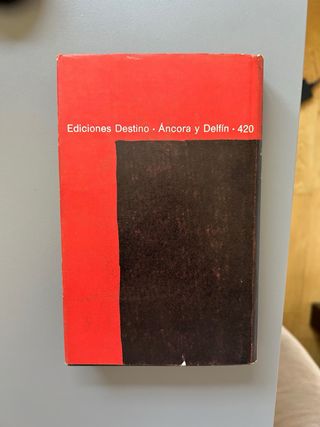 Ediciones Destino · Áncora y Delfín · 420